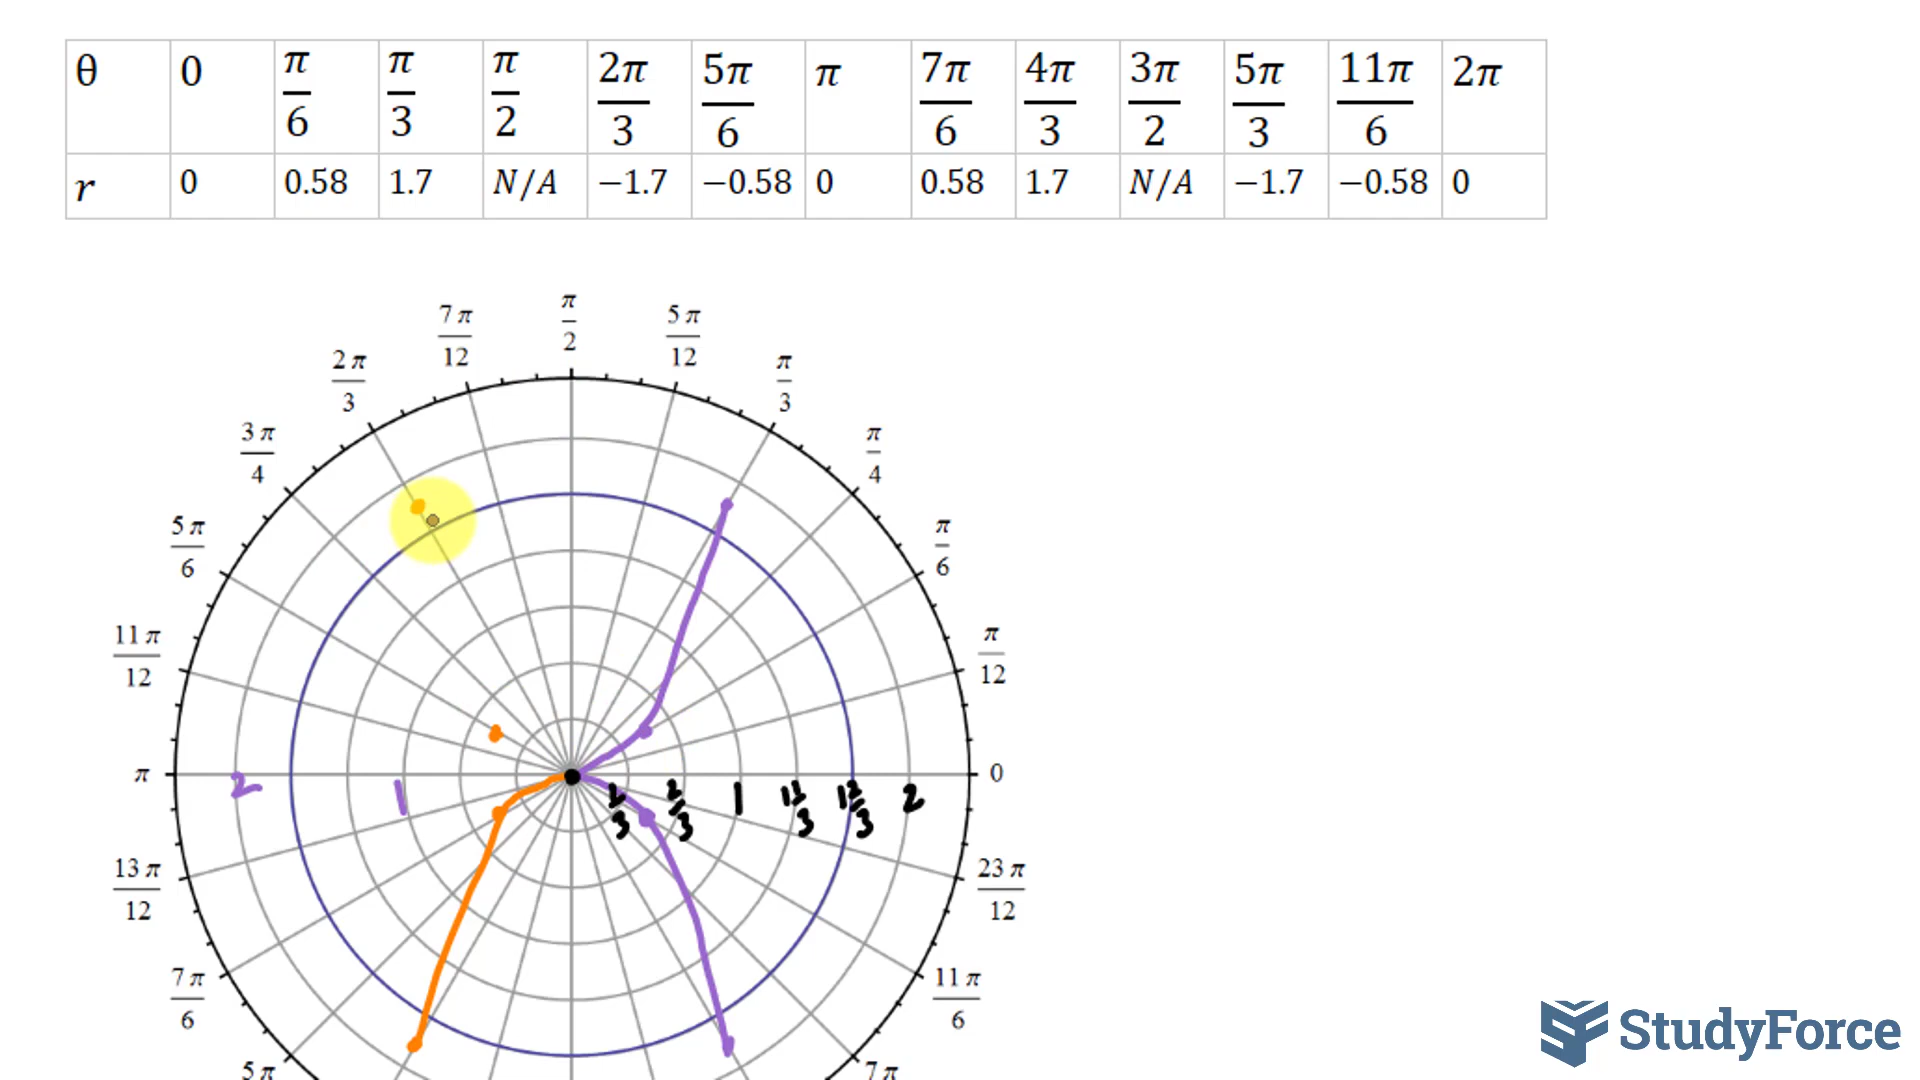 θ 0 π/6 π/3 π/2 2π/3 5π/6 π 7π/6 4π/3 3π/2 5π/3 11π/6 2π
r 0 0.58 1.7 N/A −1.7 −0.58 0 0.58 1.7 N/A −1.7 −0.58 0
π/2
7π/12 5π/12
2π/3 π/3
3π/4 π/4
5π/6 π/6
11π/12 π/12
π 0
2 1 1/3 2/3 1 1 1/3 1 2/3 2
13π/12 23π/12
7π/6 11π/6
5π 7π
StudyForce